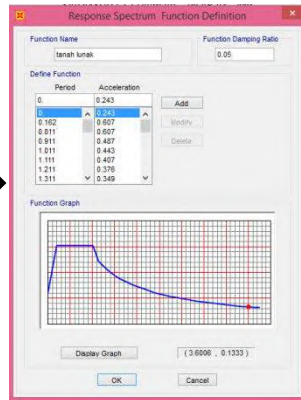 Response Spectrum Function Definition
Function Name
tanah lunak
Function Damping Ratio
0.05
Define Function
Period Acceleration
0. 0.243
0. 0.243
0.162 0.607
0.811 0.607
0.911 0.487
1.011 0.443
1.111 0.407
1.211 0.376
1.311 0.349
Add
Modify
Delete
Function Graph
Display Graph
( 3.6006 , 0.1333 )
OK Cancel